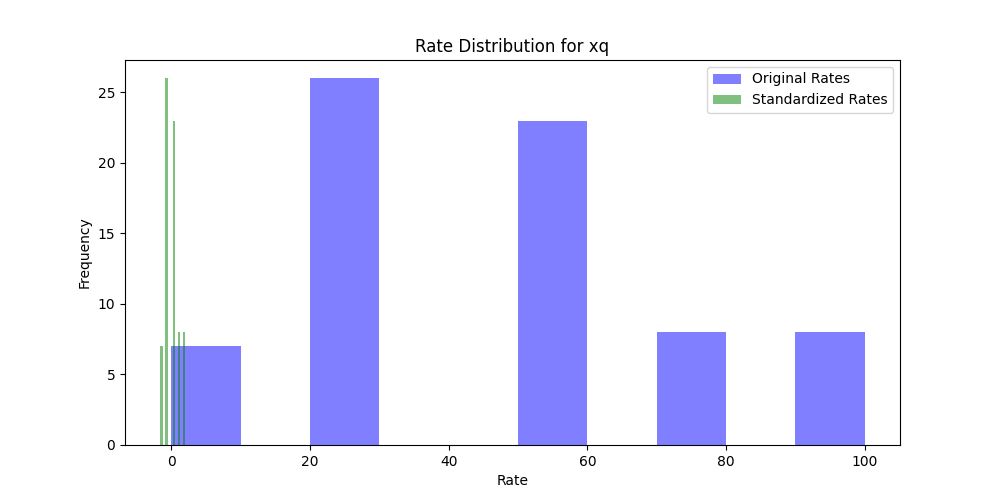 Rate Distribution for xq
Original Rates
Standardized Rates
Frequency
25
20
15
10
5
0
0 20 40 60 80 100
Rate